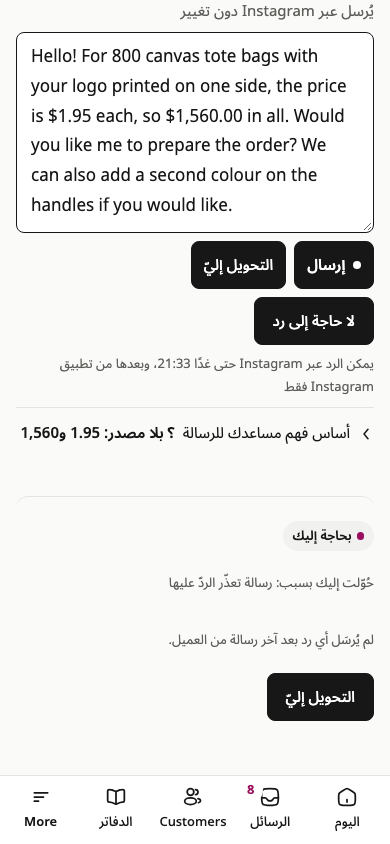 يُرسل عبر Instagram دون تغيير
Hello! For 800 canvas tote bags with
your logo printed on one side, the price
is $1.95 each, so $1,560.00 in all. Would
you like me to prepare the order? We
can also add a second colour on the
handles if you would like.
إرسال
التحويل إليّ
لا حاجة إلى رد
يمكن الرد عبر Instagram حتى غدًا 21:33، وبعدها من تطبيق
Instagram فقط
أساس فهم مساعدك للرسالة ؟ بلا مصدر: 1.95 و1,560
بحاجة إليك
حُوّلت إليك بسبب: رسالة تعذّر الردّ عليها
لم يُرسَل أي رد بعد آخر رسالة من العميل.
التحويل إليّ
اليوم
الرسائل
8
Customers
الدفاتر
More